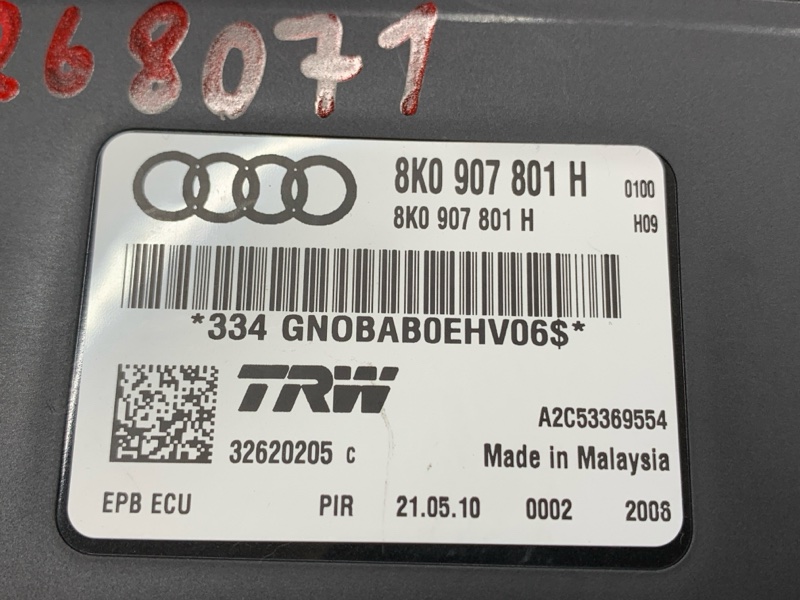 268071
8K0 907 801 H 0100
8K0 907 801 H H09
*334 GNOBAB0EHV06$*
TRW
A2C53369554
32620205 C Made in Malaysia
EPB ECU PIR 21.05.10 0002 2008